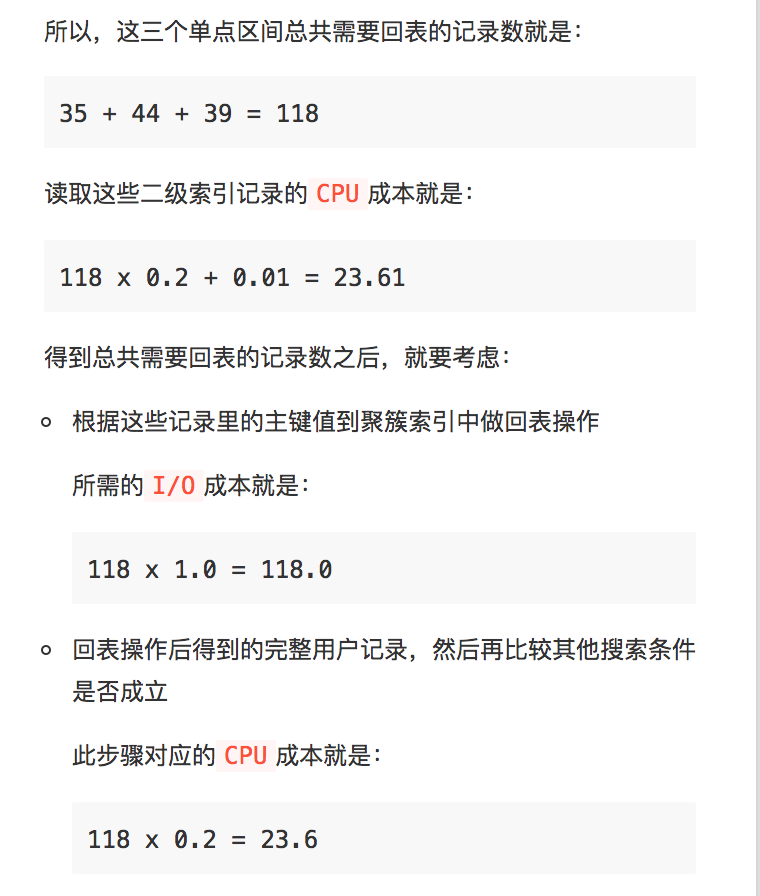 所以，这三个单点区间总共需要回表的记录数就是：
35 + 44 + 39 = 118
读取这些二级索引记录的 CPU 成本就是：
118 x 0.2 + 0.01 = 23.61
得到总共需要回表的记录数之后，就要考虑：
根据这些记录里的主键值到聚簇索引中做回表操作
所需的 I/O 成本就是：
118 x 1.0 = 118.0
回表操作后得到的完整用户记录，然后再比较其他搜索条件
是否成立
此步骤对应的 CPU 成本就是：
118 x 0.2 = 23.6